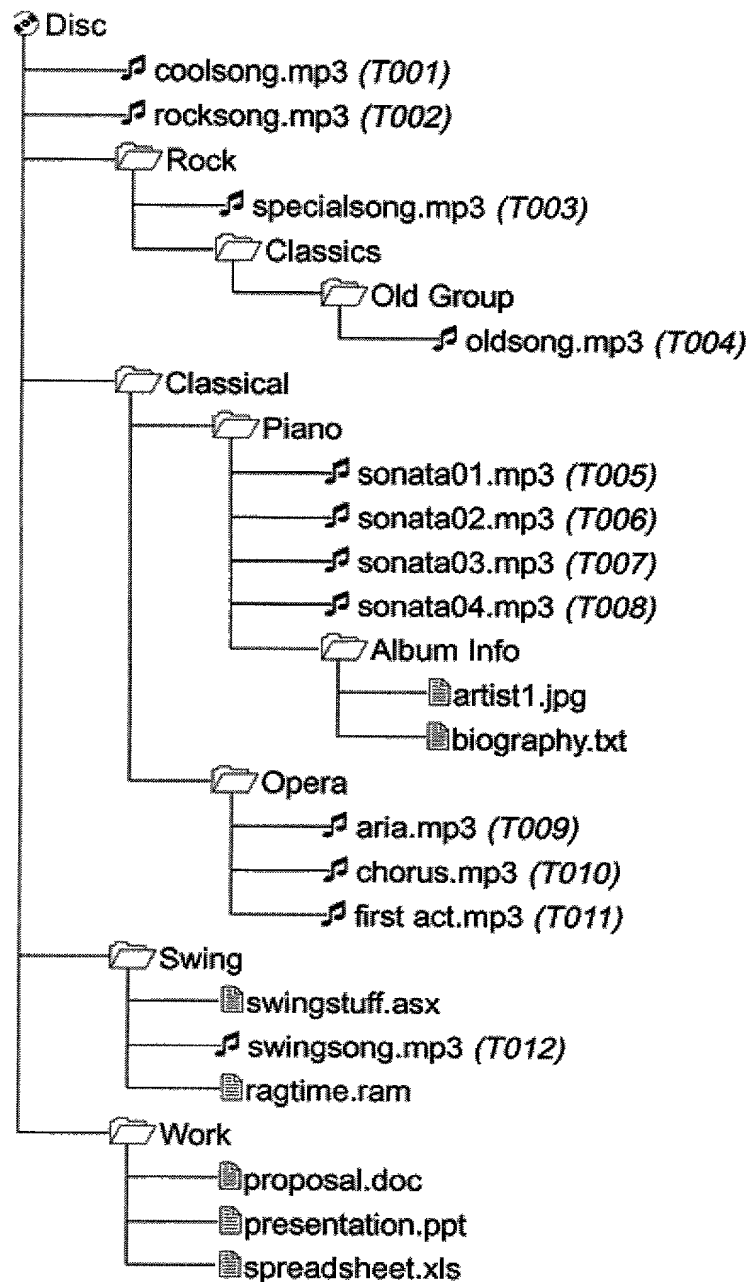 Disc
coolsong.mp3 (T001)
rocksong.mp3 (T002)
Rock
specialsong.mp3 (T003)
Classics
Old Group
oldsong.mp3 (T004)
Classical
Piano
sonata01.mp3 (T005)
sonata02.mp3 (T006)
sonata03.mp3 (T007)
sonata04.mp3 (T008)
Album Info
artist1.jpg
biography.txt
Opera
aria.mp3 (T009)
chorus.mp3 (T010)
first act.mp3 (T011)
Swing
swingstuff.asx
swingsong.mp3 (T012)
ragtime.ram
Work
proposal.doc
presentation.ppt
spreadsheet.xls